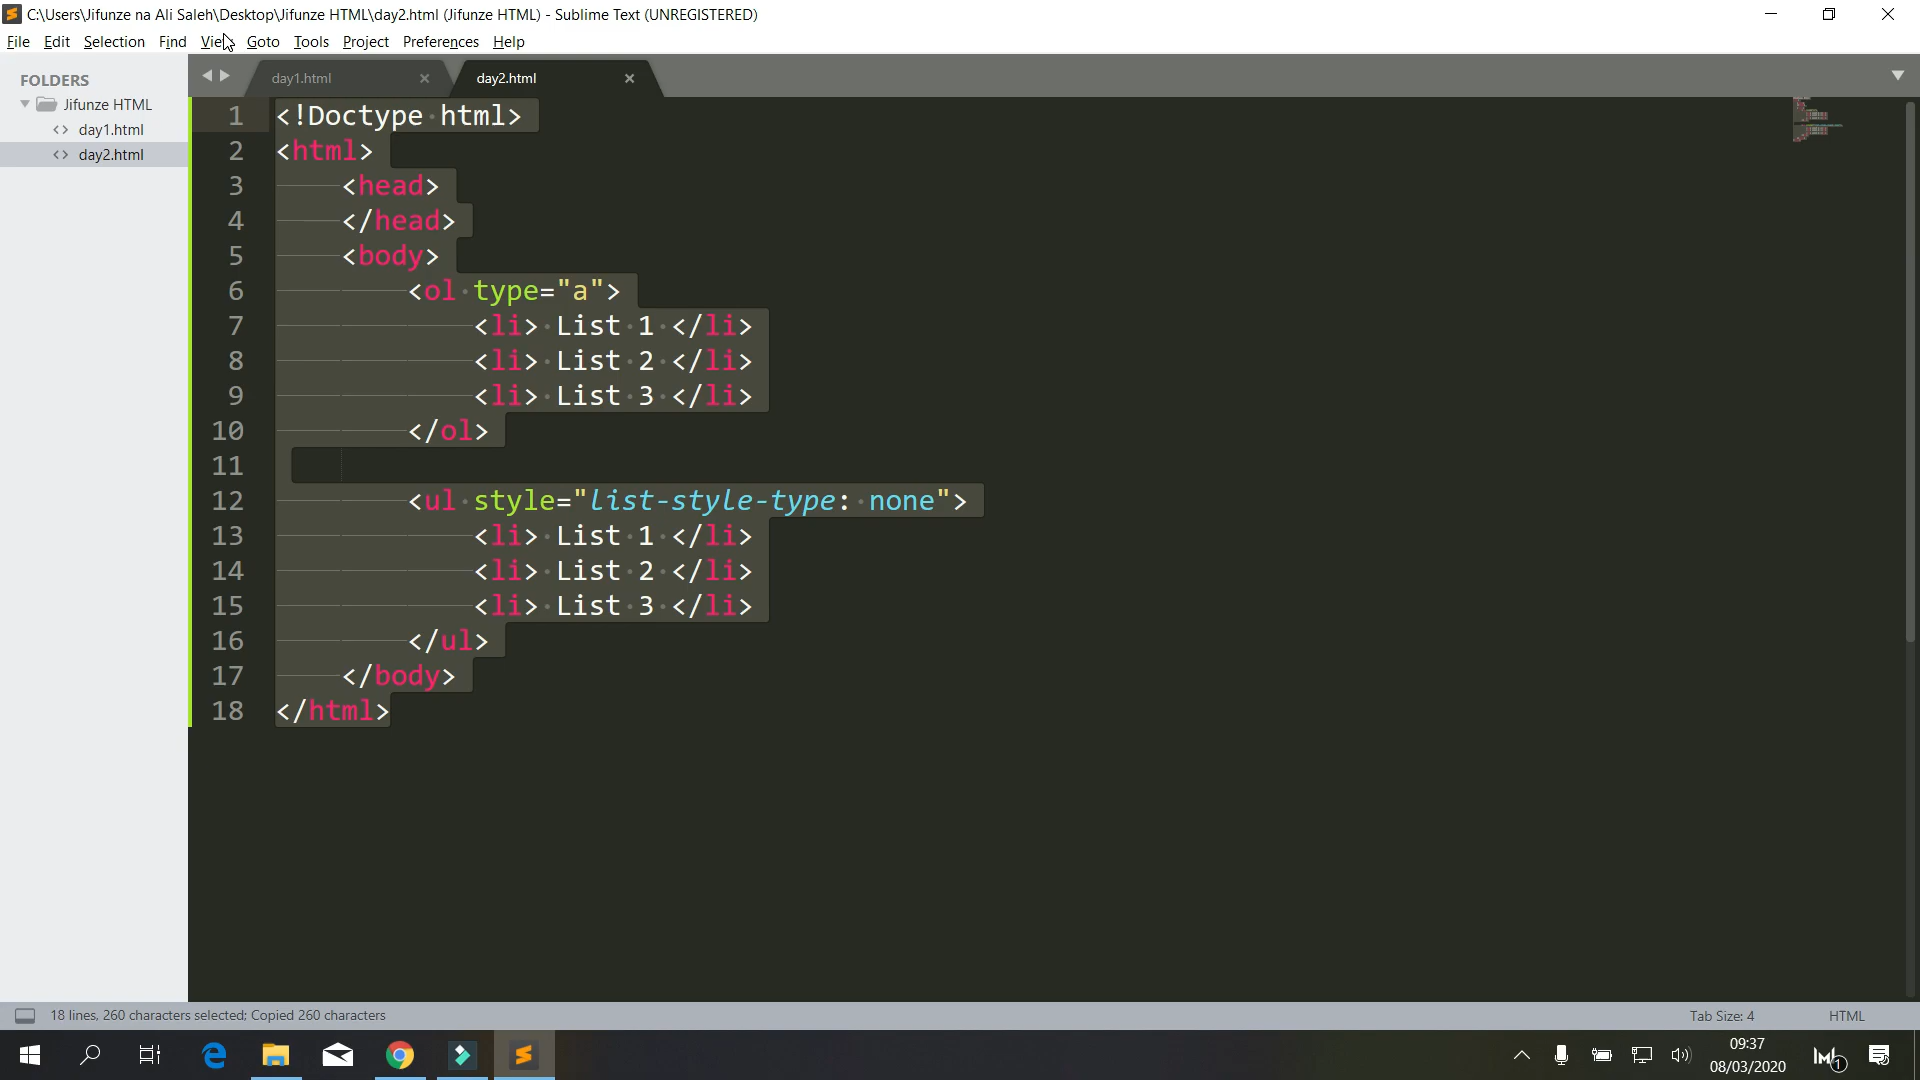 C:\Users\Jifunze na Ali Saleh\Desktop\Jifunze HTML\day2.html (Jifunze HTML) - Sublime Text (UNREGISTERED)
File Edit Selection Find View Goto Tools Project Preferences Help
FOLDERS
Jifunze HTML
day1.html
day2.html
day1.html × day2.html ×
1 <!Doctype html>
2 <html>
3 <head>
4 </head>
5 <body>
6 <ol type="a">
7 <li> List 1 </li>
8 <li> List 2 </li>
9 <li> List 3 </li>
10 </ol>
11
12 <ul style="list-style-type: none">
13 <li> List 1 </li>
14 <li> List 2 </li>
15 <li> List 3 </li>
16 </ul>
17 </body>
18 </html>
18 lines, 260 characters selected; Copied 260 characters
Tab Size: 4 HTML
09:37
08/03/2020
1